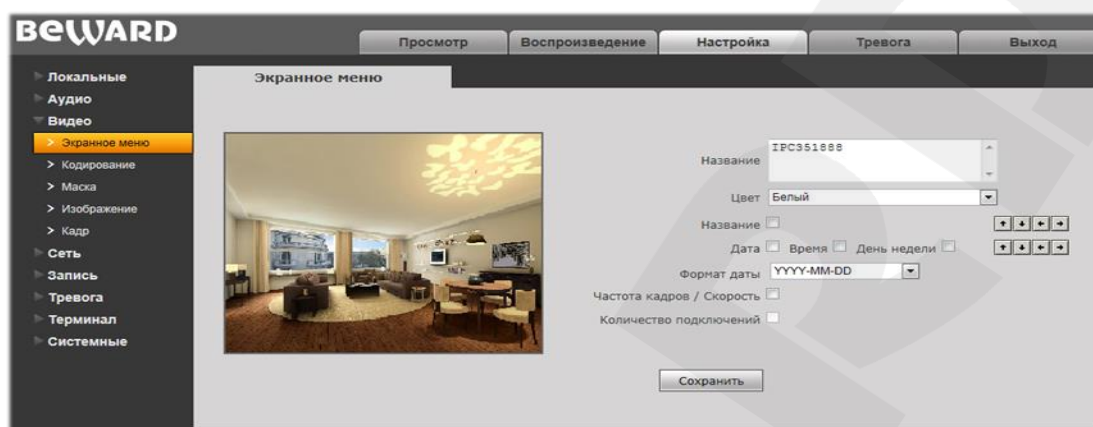 BEWARD
Просмотр Воспроизведение Настройка Тревога Выход
Локальные
Аудио
Видео
> Экранное меню
> Кодирование
> Маска
> Изображение
> Кадр
Сеть
Запись
Тревога
Терминал
Системные
Экранное меню
Название IPC351888
Цвет Белый
Название
Дата Время День недели
Формат даты YYYY-MM-DD
Частота кадров / Скорость
Количество подключений
Сохранить